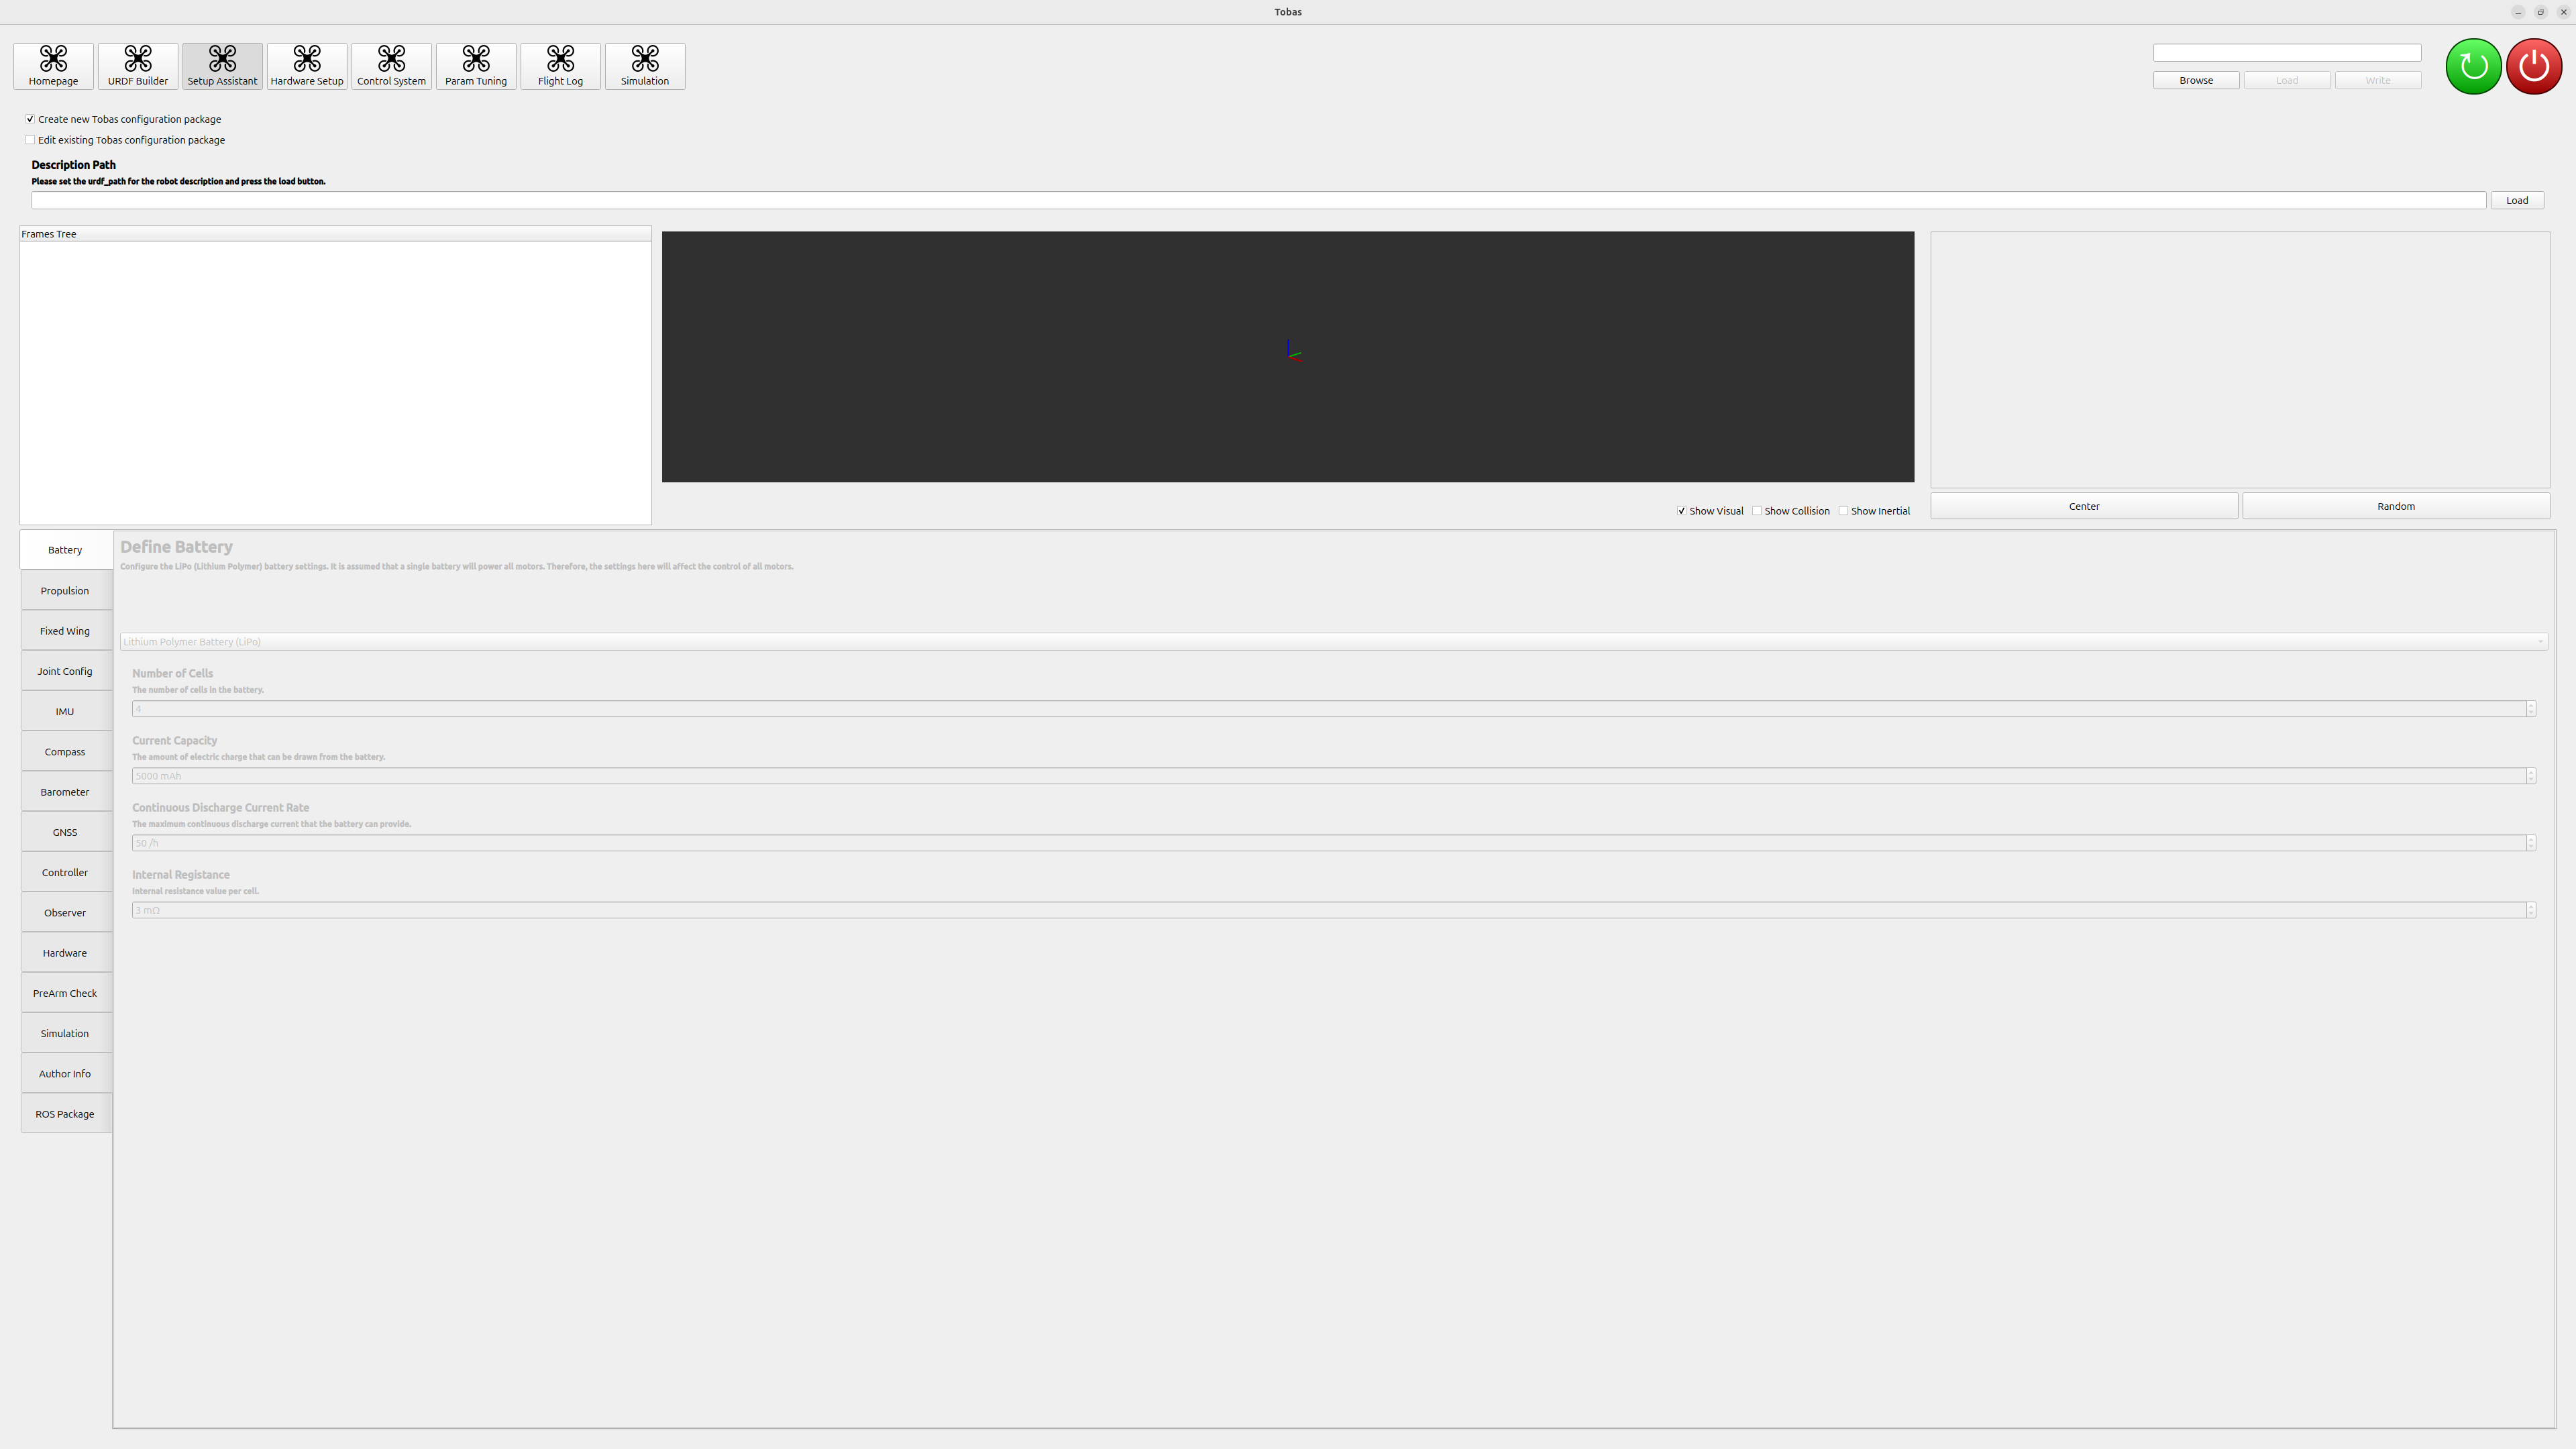 Tobas
Homepage
URDF Builder
Setup Assistant
Hardware Setup
Control System
Param Tuning
Flight Log
Simulation
Browse
Load
Write
Create new Tobas configuration package
Edit existing Tobas configuration package
Description Path
Please set the urdf_path for the robot description and press the load button.
Load
Frames Tree
Show Visual
Show Collision
Show Inertial
Center
Random
Battery
Propulsion
Fixed Wing
Joint Config
IMU
Compass
Barometer
GNSS
Controller
Observer
Hardware
PreArm Check
Simulation
Author Info
ROS Package
Define Battery
Configure the LiPo (Lithium Polymer) battery settings. It is assumed that a single battery will power all motors. Therefore, the settings here will affect the control of all motors.
Lithium Polymer Battery (LiPo)
Number of Cells
The number of cells in the battery.
4
Current Capacity
The amount of electric charge that can be drawn from the battery.
5000 mAh
Continuous Discharge Current Rate
The maximum continuous discharge current that the battery can provide.
50 /h
Internal Registance
Internal resistance value per cell.
3 mΩ